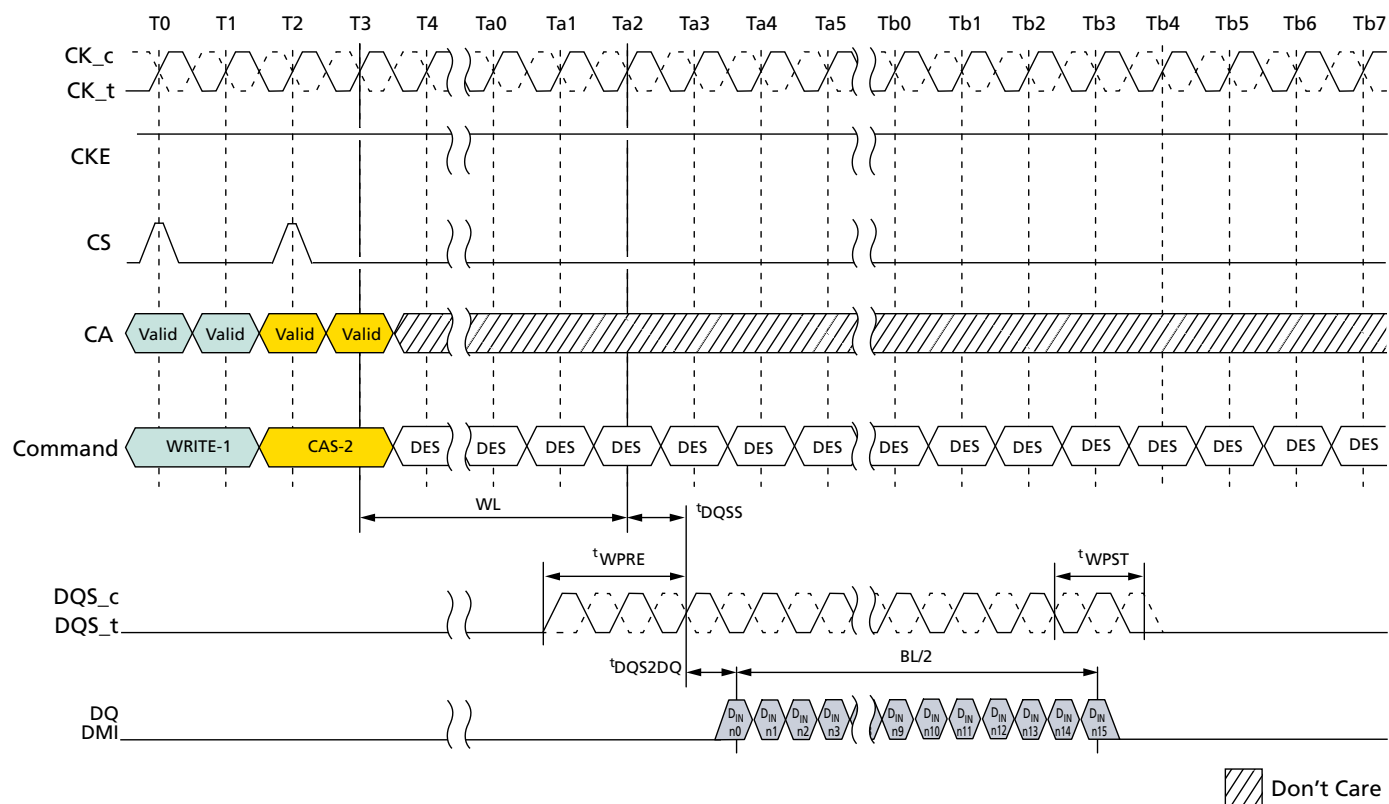 T0 T1 T2 T3 T4 Ta0 Ta1 Ta2 Ta3 Ta4 Ta5 Tb0 Tb1 Tb2 Tb3 Tb4 Tb5 Tb6 Tb7
CK_c
CK_t
CKE
CS
CA Valid Valid Valid Valid
Command WRITE-1 CAS-2 DES DES DES DES DES DES DES DES DES DES DES DES DES DES DES
WL tDQSS
tWPRE tWPST
DQS_c
DQS_t
tDQS2DQ BL/2
DQ DIN DIN DIN DIN DIN DIN DIN DIN DIN DIN DIN
DMI n0 n1 n2 n3 n9 n10 n11 n12 n13 n14 n15
Don't Care